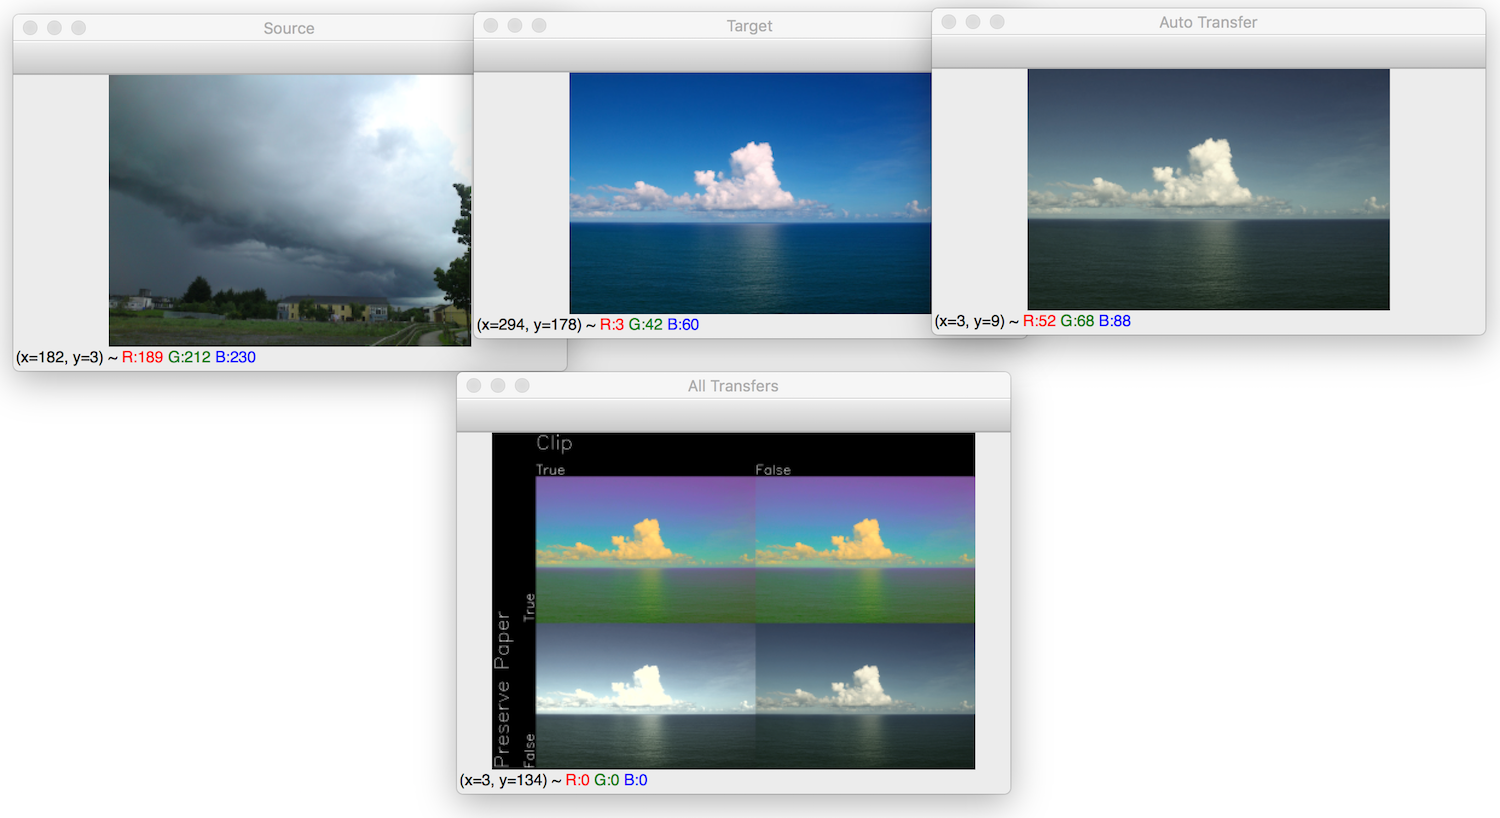 Source
(x=182, y=3) ~ R:189 G:212 B:230
Target
(x=294, y=178) ~ R:3 G:42 B:60
Auto Transfer
(x=3, y=9) ~ R:52 G:68 B:88
All Transfers
Clip
True
False
Preserve Paper
True
False
(x=3, y=134) ~ R:0 G:0 B:0